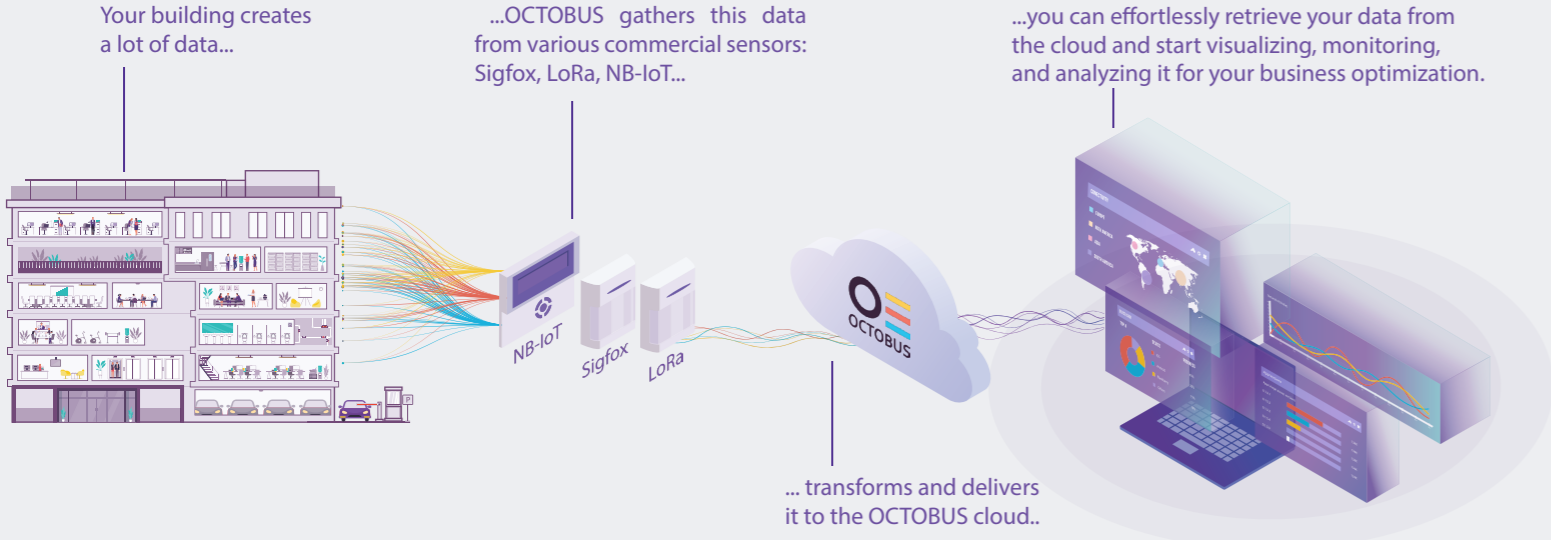 Your building creates
a lot of data...
...OCTOBUS gathers this data
from various commercial sensors:
Sigfox, LoRa, NB-IoT...
...you can effortlessly retrieve your data from
the cloud and start visualizing, monitoring,
and analyzing it for your business optimization.
NB-IoT
Sigfox
LoRa
OCTOBUS
P
... transforms and delivers
it to the OCTOBUS cloud..